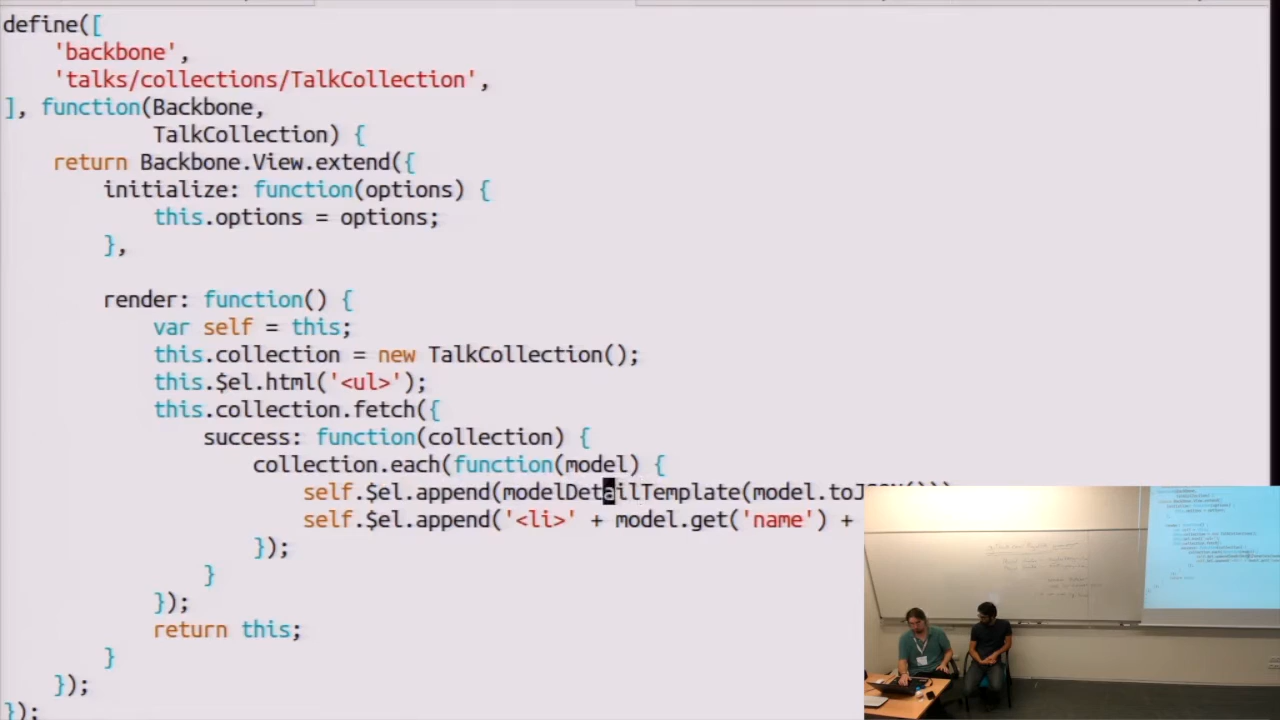 define([
    'backbone',
    'talks/collections/TalkCollection',
], function(Backbone,
            TalkCollection) {
    return Backbone.View.extend({
        initialize: function(options) {
            this.options = options;
        },

        render: function() {
            var self = this;
            this.collection = new TalkCollection();
            this.$el.html('<ul>');
            this.collection.fetch({
                success: function(collection) {
                    collection.each(function(model) {
                        self.$el.append(modelDetailTemplate(model.toJSON()))
                        self.$el.append('<li>' + model.get('name') +
                    });
                }
            });
            return this;
        }
    });
});